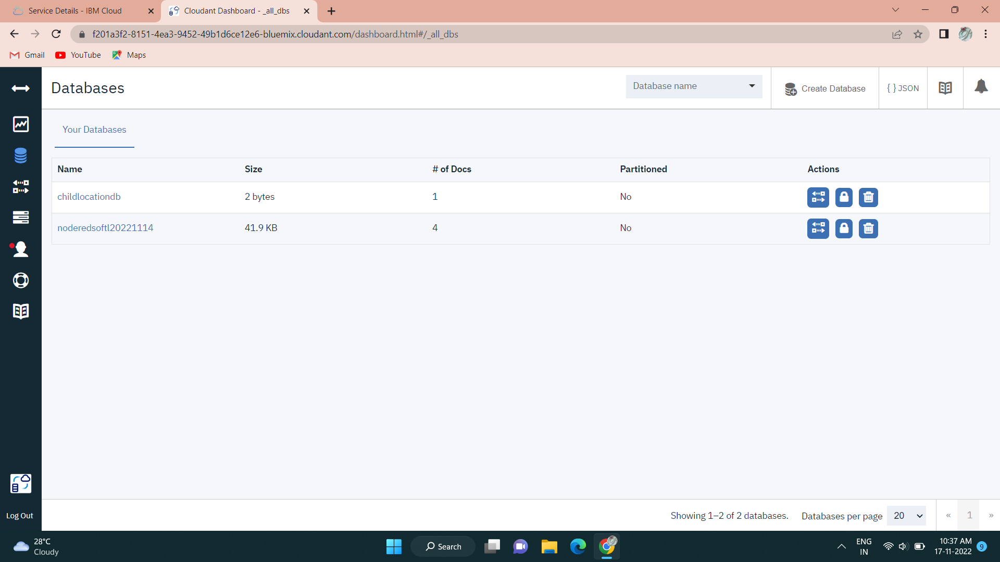 Service Details - IBM Cloud
Cloudant Dashboard - _all_dbs
f201a3f2-8151-4ea3-9452-49b1d6ce12e6-bluemix.cloudant.com/dashboard.html#/_all_dbs
Gmail
YouTube
Maps
Databases
Database name
Create Database
{ } JSON
Your Databases
Name Size # of Docs Partitioned Actions
childlocationdb 2 bytes 1 No
noderedsoftl20221114 41.9 KB 4 No
Log Out
Showing 1–2 of 2 databases.
Databases per page 20
« 1 »
28°C
Cloudy
Search
ENG
IN
10:37 AM
17-11-2022
9